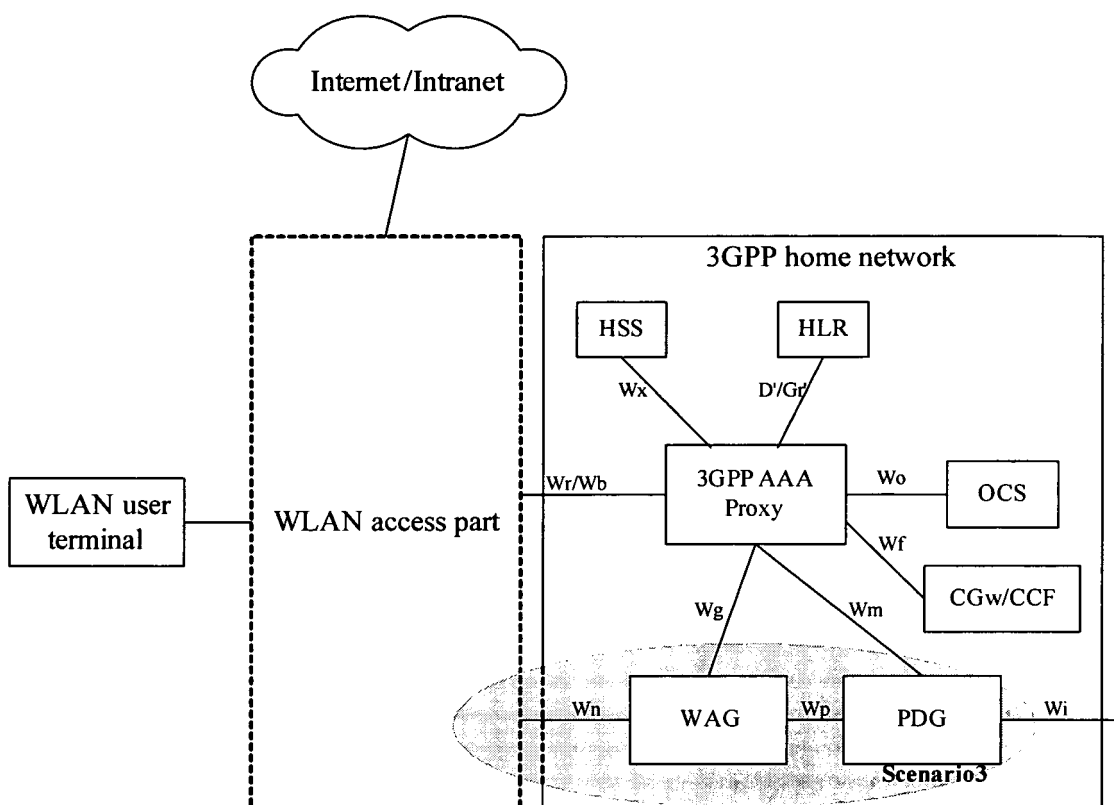 Internet/Intranet
3GPP home network
HSS
HLR
Wx
D'/Gr'
WLAN user
terminal
WLAN access part
Wr/Wb
3GPP AAA
Proxy
Wo
OCS
Wf
CGw/CCF
Wg
Wm
Wn
WAG
Wp
PDG
Wi
Scenario3